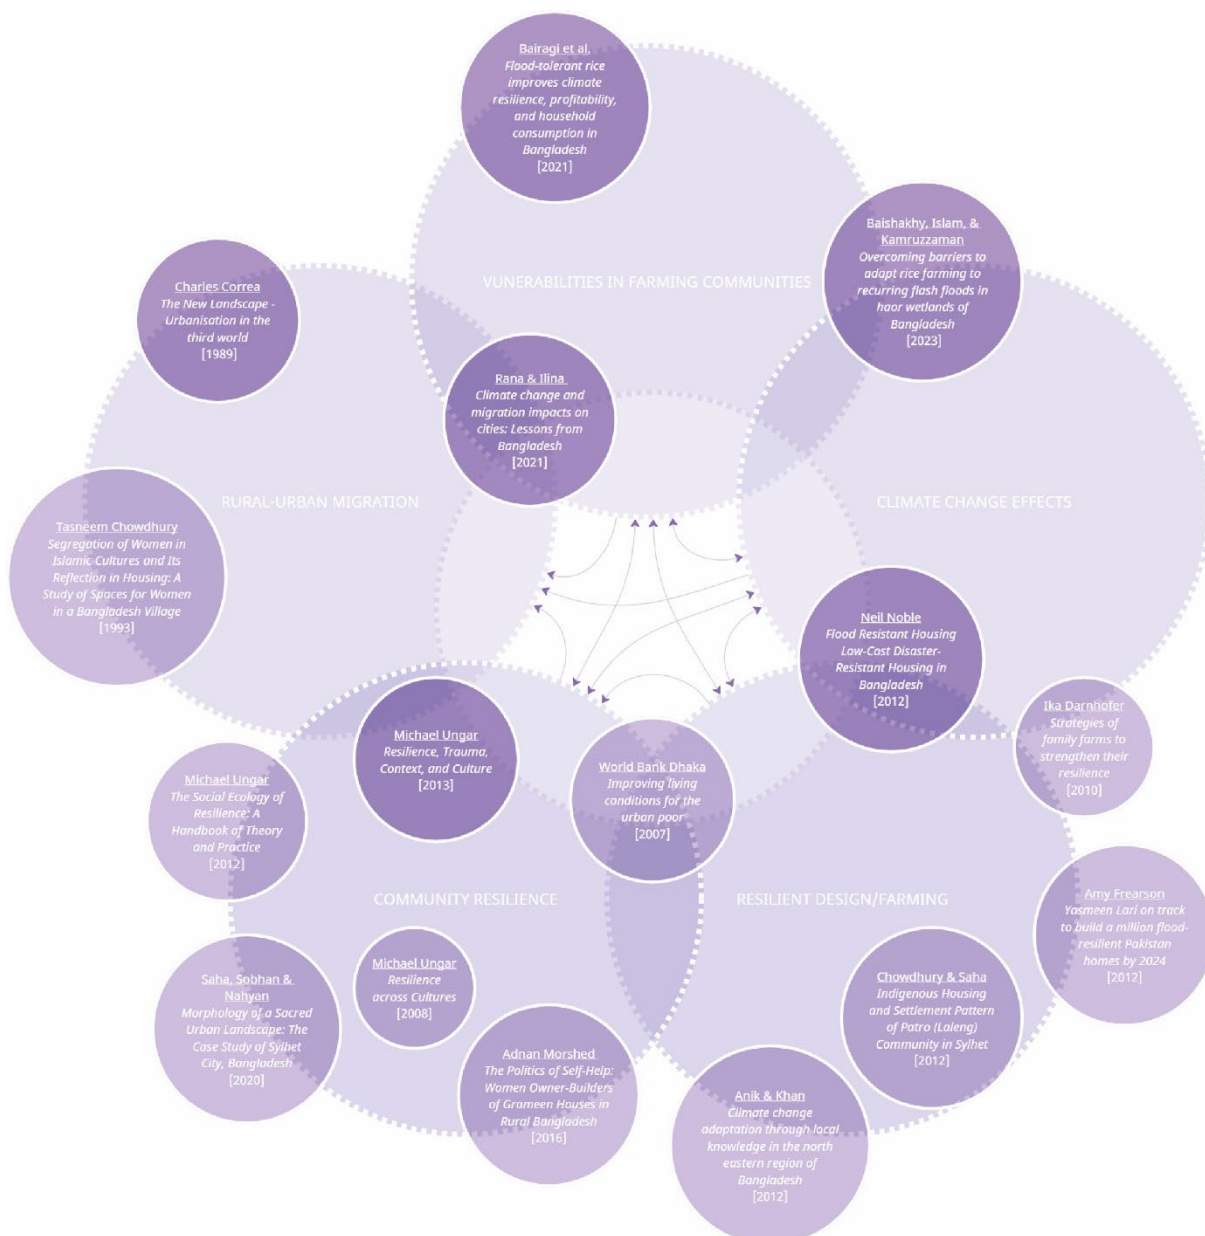 Bairagi et al.
Flood-tolerant rice
improves climate
resilience, profitability,
and household
consumption in
Bangladesh
[2021]
Baishakhy, Islam, &
Kamruzzaman
Overcoming barriers to
adapt rice farming to
recurring flash floods in
haor wetlands of
Bangladesh
[2023]
VUNERABILITIES IN FARMING COMMUNITIES
Charles Correa
The New Landscape -
Urbanisation in the
third world
[1989]
Rana & Ilina
Climate change and
migration impacts on
cities: Lessons from
Bangladesh
[2021]
RURAL-URBAN MIGRATION
CLIMATE CHANGE EFFECTS
Tasneem Chowdhury
Segregation of Women in
Islamic Cultures and Its
Reflection in Housing: A
Study of Spaces for Women
in a Bangladesh Village
[1993]
Neil Noble
Flood Resistant Housing
Low-Cost Disaster-
Resistant Housing in
Bangladesh
[2012]
Ika Darnhofer
Strategies of
family farms to
strengthen their
resilience
[2010]
Michael Ungar
Resilience, Trauma,
Context, and Culture
[2013]
World Bank Dhaka
Improving living
conditions for the
urban poor
[2007]
Michael Ungar
The Social Ecology of
Resilience: A
Handbook of Theory
and Practice
[2012]
COMMUNITY RESILIENCE
RESILIENT DESIGN/FARMING
Amy Frearson
Yasmeen Lari on track
to build a million flood-
resilient Pakistan
homes by 2024
[2012]
Michael Ungar
Resilience
across Cultures
[2008]
Chowdhury & Saha
Indigenous Housing
and Settlement Pattern
of Patro (Laleng)
Community in Sylhet
[2012]
Saha, Sobhan &
Nahyan
Morphology of a Sacred
Urban Landscape: The
Case Study of Sylhet
City, Bangladesh
[2020]
Adnan Morshed
The Politics of Self-Help:
Women Owner-Builders
of Grameen Houses in
Rural Bangladesh
[2016]
Anik & Khan
Climate change
adaptation through local
knowledge in the north
eastern region of
Bangladesh
[2012]